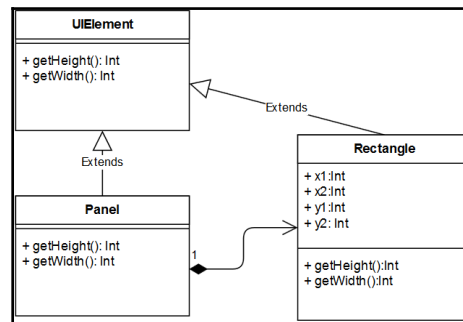 UIElement
+ getHeight(): Int
+ getWidth(): Int
Extends
Extends
Rectangle
+ x1:Int
+ x2:Int
+ y1:Int
+ y2: Int
+ getHeight():Int
+ getWidth():Int
Panel
+ getHeight(): Int
+ getWidth(): Int
1